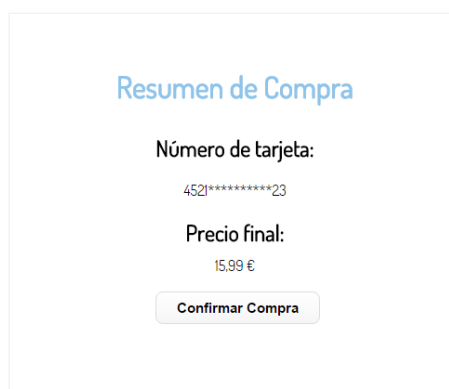 Resumen de Compra
Número de tarjeta:
4521**********23
Precio final:
15,99 €
Confirmar Compra